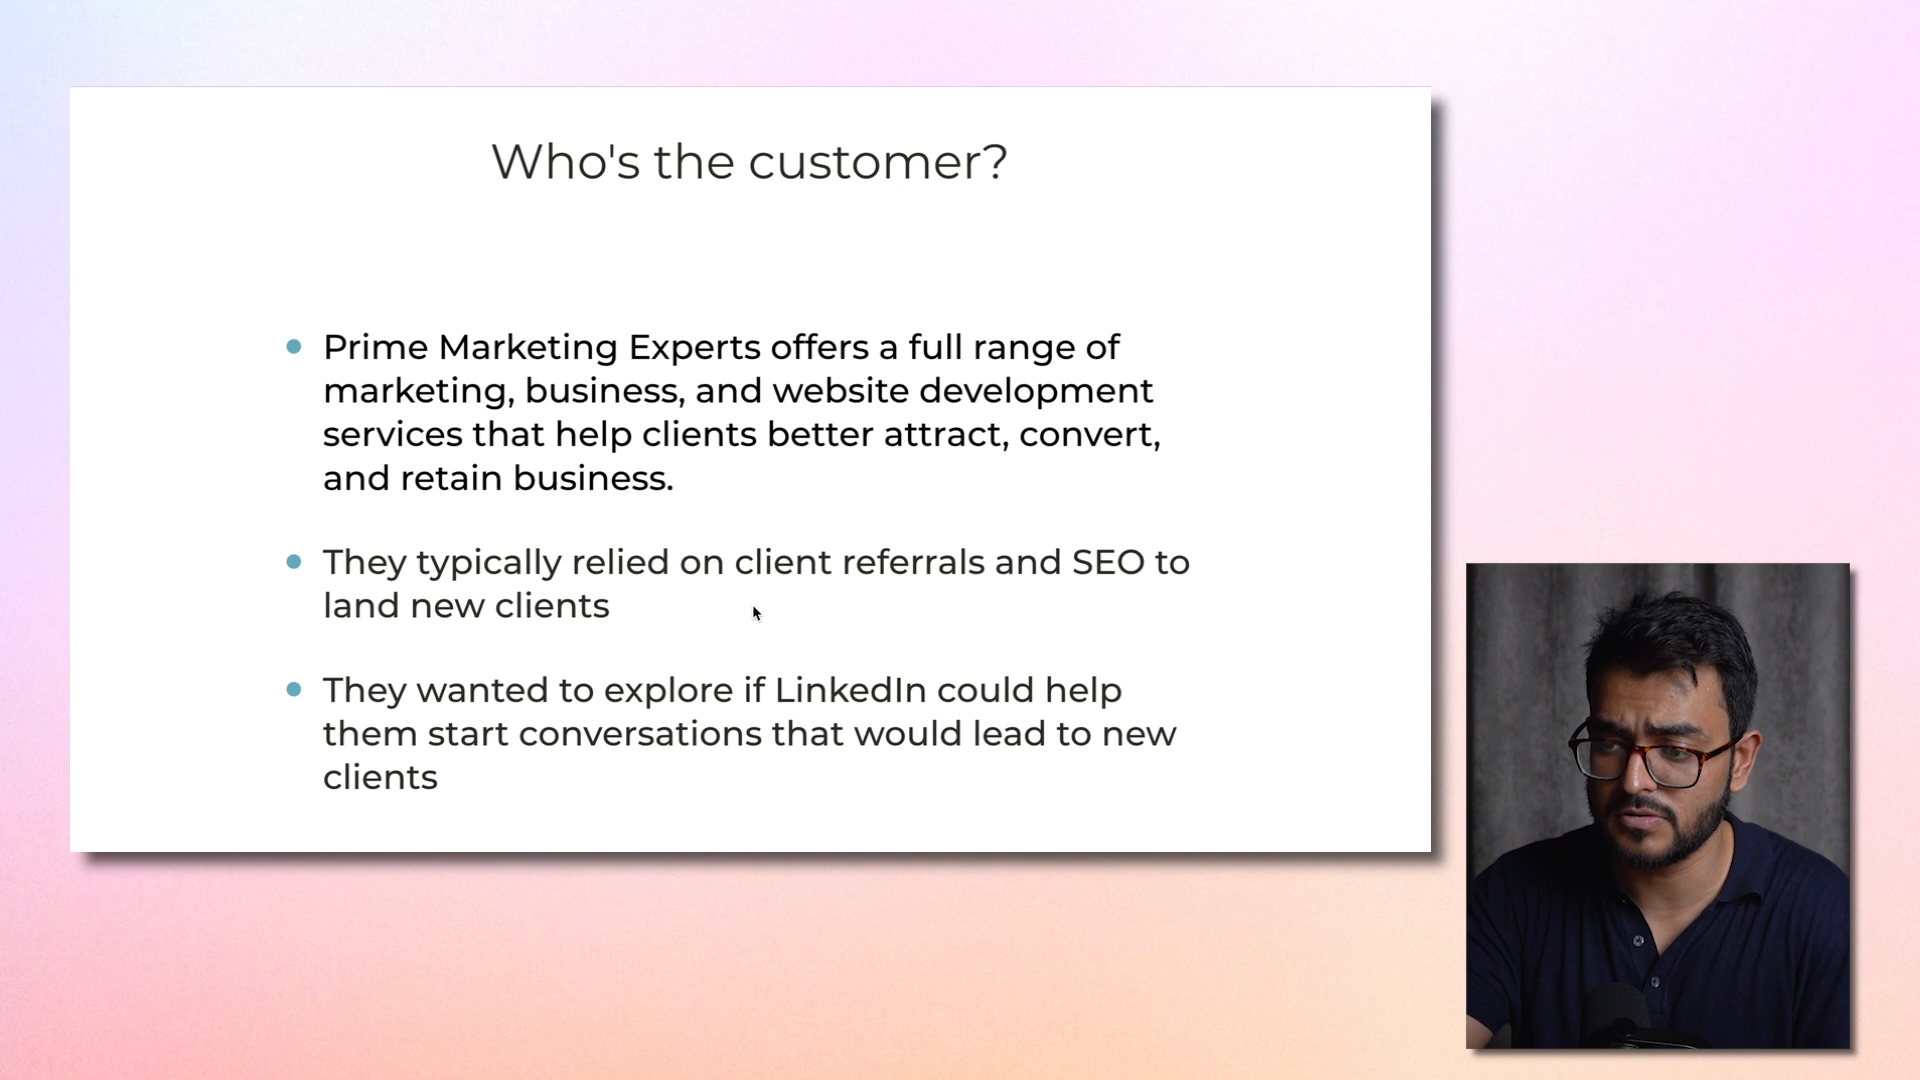 Who's the customer?
Prime Marketing Experts offers a full range of
marketing, business, and website development
services that help clients better attract, convert,
and retain business.
They typically relied on client referrals and SEO to
land new clients
They wanted to explore if LinkedIn could help
them start conversations that would lead to new
clients